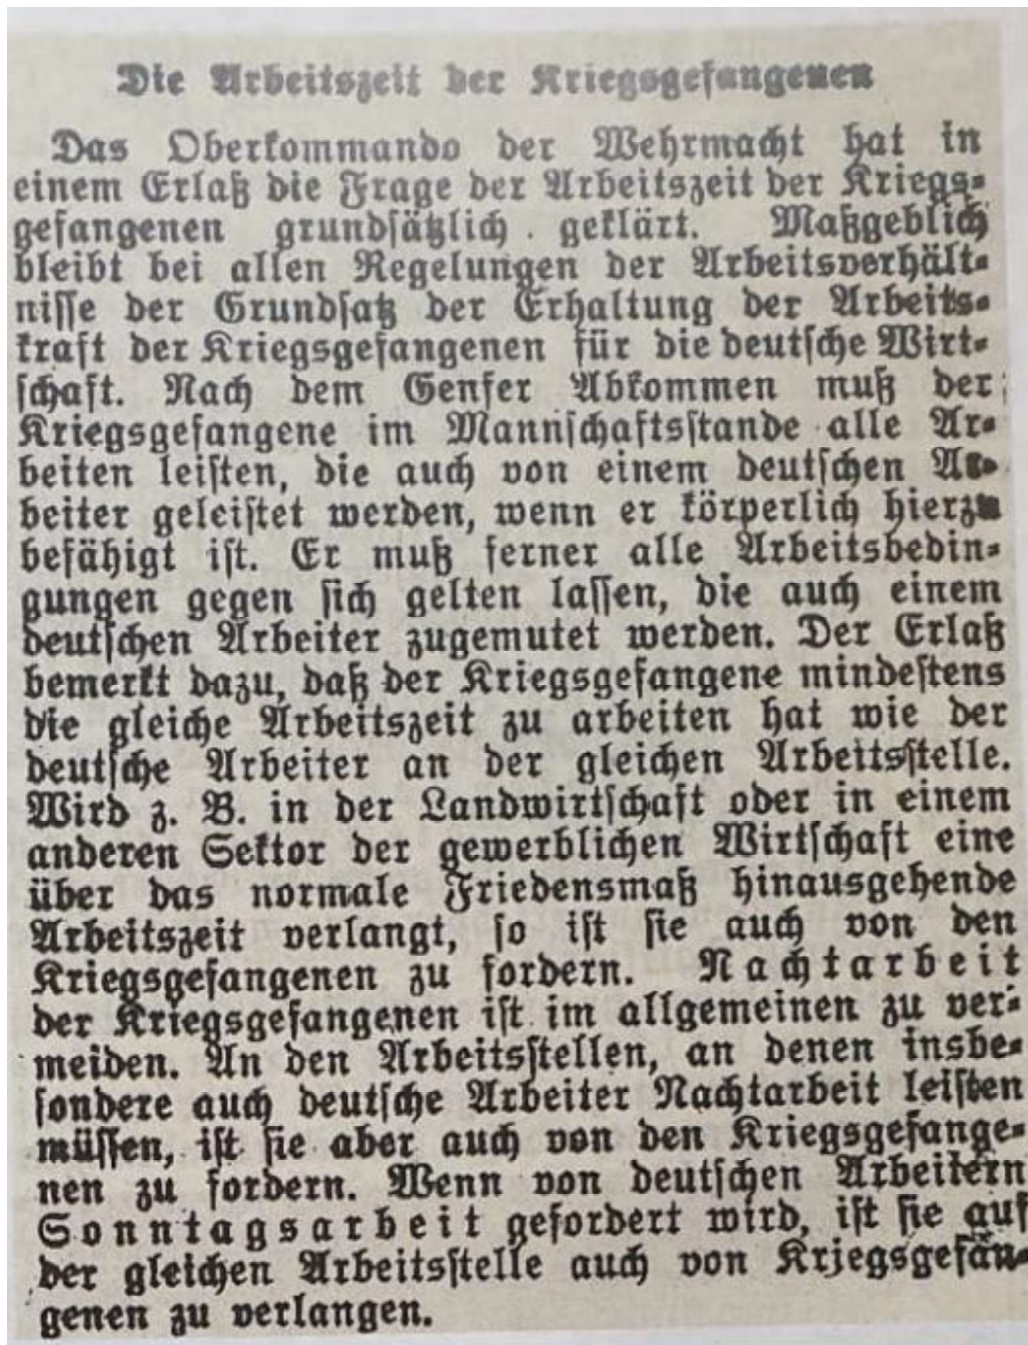 Die Arbeitszeit der Kriegsgefangenen
Das Oberkommando der Wehrmacht hat in
einem Erlaß die Frage der Arbeitszeit der Kriegs-
gefangenen grundsätzlich geklärt. Maßgeblich
bleibt bei allen Regelungen der Arbeitsverhält-
nisse der Grundsatz der Erhaltung der Arbeits-
kraft der Kriegsgefangenen für die deutsche Wirt-
schaft. Nach dem Genfer Abkommen muß der
Kriegsgefangene im Mannschaftsstande alle Ar-
beiten leisten, die auch von einem deutschen Ar-
beiter geleistet werden, wenn er körperlich hierzu
befähigt ist. Er muß ferner alle Arbeitsbedin-
gungen gegen sich gelten lassen, die auch einem
deutschen Arbeiter zugemutet werden. Der Erlaß
bemerkt dazu, daß der Kriegsgefangene mindestens
die gleiche Arbeitszeit zu arbeiten hat wie der
deutsche Arbeiter an der gleichen Arbeitsstelle.
Wird z. B. in der Landwirtschaft oder in einem
anderen Sektor der gewerblichen Wirtschaft eine
über das normale Friedensmaß hinausgehende
Arbeitszeit verlangt, so ist sie auch von den
Kriegsgefangenen zu fordern. Nachtarbeit
der Kriegsgefangenen ist im allgemeinen zu ver-
meiden. An den Arbeitsstellen, an denen insbe-
sondere auch deutsche Arbeiter Nachtarbeit leisten
müssen, ist sie aber auch von den Kriegsgefange-
nen zu fordern. Wenn von deutschen Arbeitern
Sonntagsarbeit gefordert wird, ist sie auf
der gleichen Arbeitsstelle auch von Kriegsgefan-
genen zu verlangen.